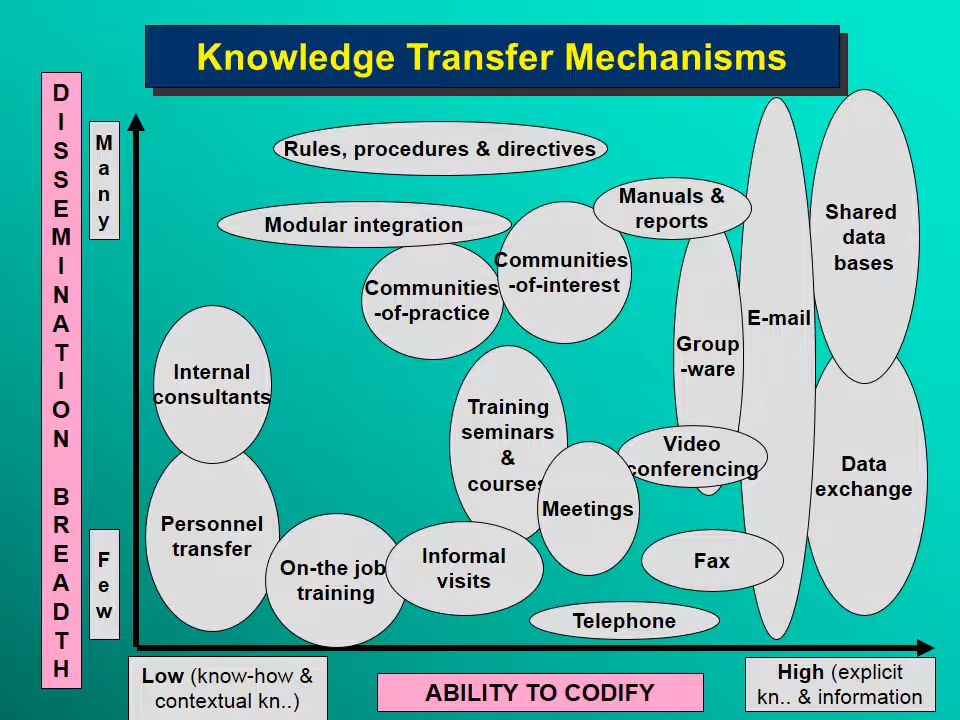 Knowledge Transfer Mechanisms
DISSEMINATION BREADTH
Many
Rules, procedures & directives
Manuals &
reports
Shared
data
bases
Modular integration
Communities
-of-interest
Communities
-of-practice
E-mail
Group
-ware
Internal
consultants
Training
seminars
&
courses
Video
conferencing
Data
exchange
Meetings
Personnel
transfer
Few
On-the job
training
Informal
visits
Fax
Telephone
Low (know-how &
contextual kn..)
ABILITY TO CODIFY
High (explicit
kn.. & information